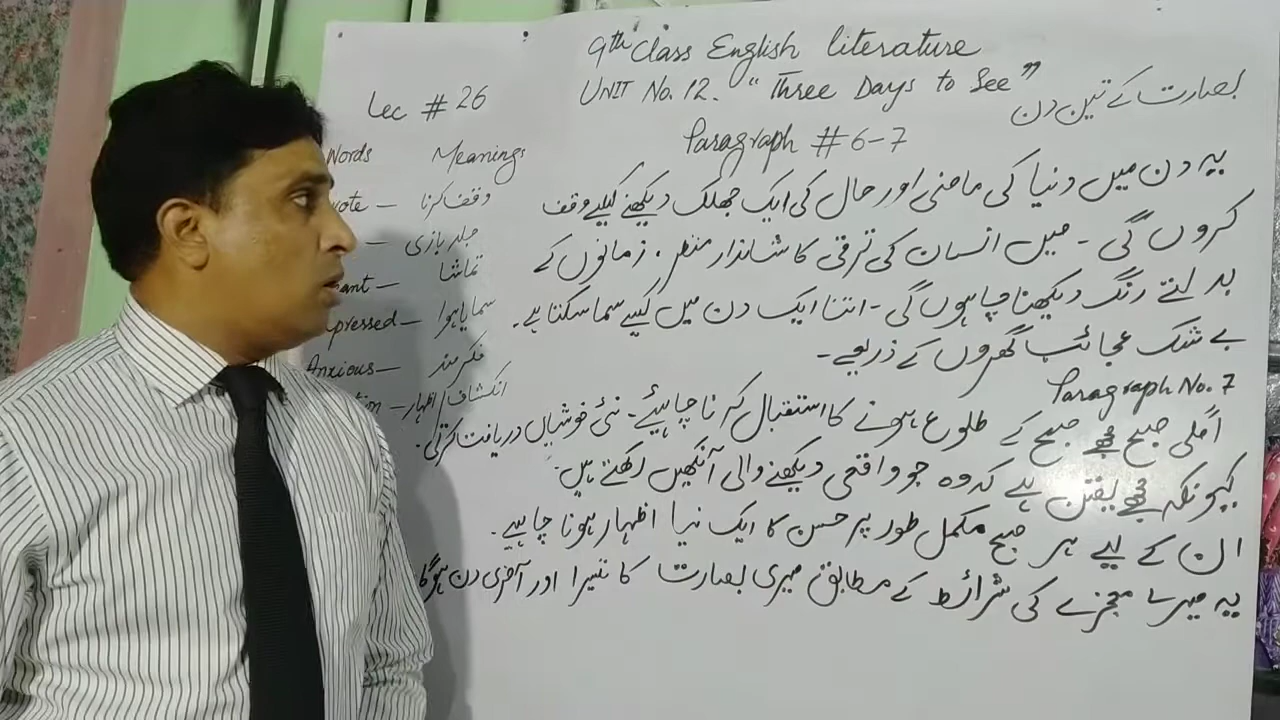 9th Class English literature
UNIT No. 12. "Three Days to See"
بصارت کے تین دن
Lec # 26
Paragraph # 6-7
Words Meanings
وقف کرنا
جلد بازی
تماشا
pressed – سمایا ہوا
Anxious – فکر مند
انکشاف/اظہار
یہ دن میں دنیا کی ماضی اور حال کی ایک جھلک دیکھنے کیلیے وقف
کروں گی ۔ میں انسان کی ترقی کا شاندار منظر ، زمانوں کے
بدلتے رنگ دیکھنا چاہوں گی ۔ اتنا ایک دن میں کیسے سما سکتا ہے ۔
بے شک عجائب گھروں کے ذریعے ۔
Paragraph No. 7
اگلی صبح مجھے صبح کے طلوع ہونے کا استقبال کرنا چاہیئے ۔ نئی خوشیاں دریافت
کیونکہ مجھے یقین ہے کہ وہ جو واقعی دیکھنے والی آنکھیں رکھتے ہیں ۔
ان کے لیے ہر صبح مکمل طور پر حسن کا ایک نیا اظہار ہونا چاہیے ۔
یہ میرے معجزے کی شرائط کے مطابق میری بصارت کا تیسرا اور آخری دن ہوگا